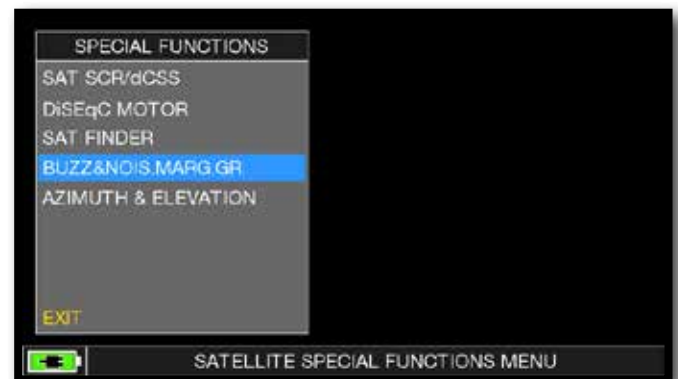 SPECIAL FUNCTIONS
SAT SCR/dCSS
DiSEqC MOTOR
SAT FINDER
BUZZ&NOIS.MARG.GR
AZIMUTH & ELEVATION
EXIT
SATELLITE SPECIAL FUNCTIONS MENU